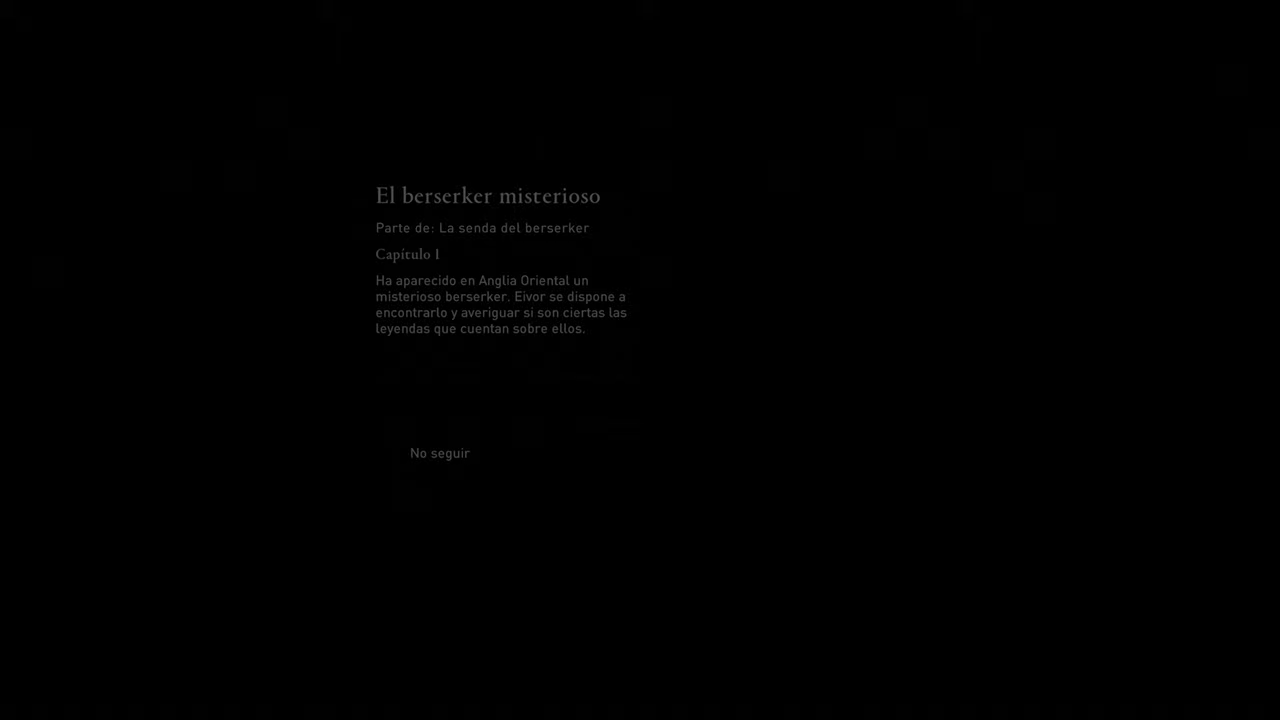 El berserker misterioso
Parte de: La senda del berserker
Capítulo 1
Ha aparecido en Anglia Oriental un
misterioso berserker. Eivor se dispone a
encontrarlo y averiguar si son ciertas las
leyendas que cuentan sobre ellos.
No seguir